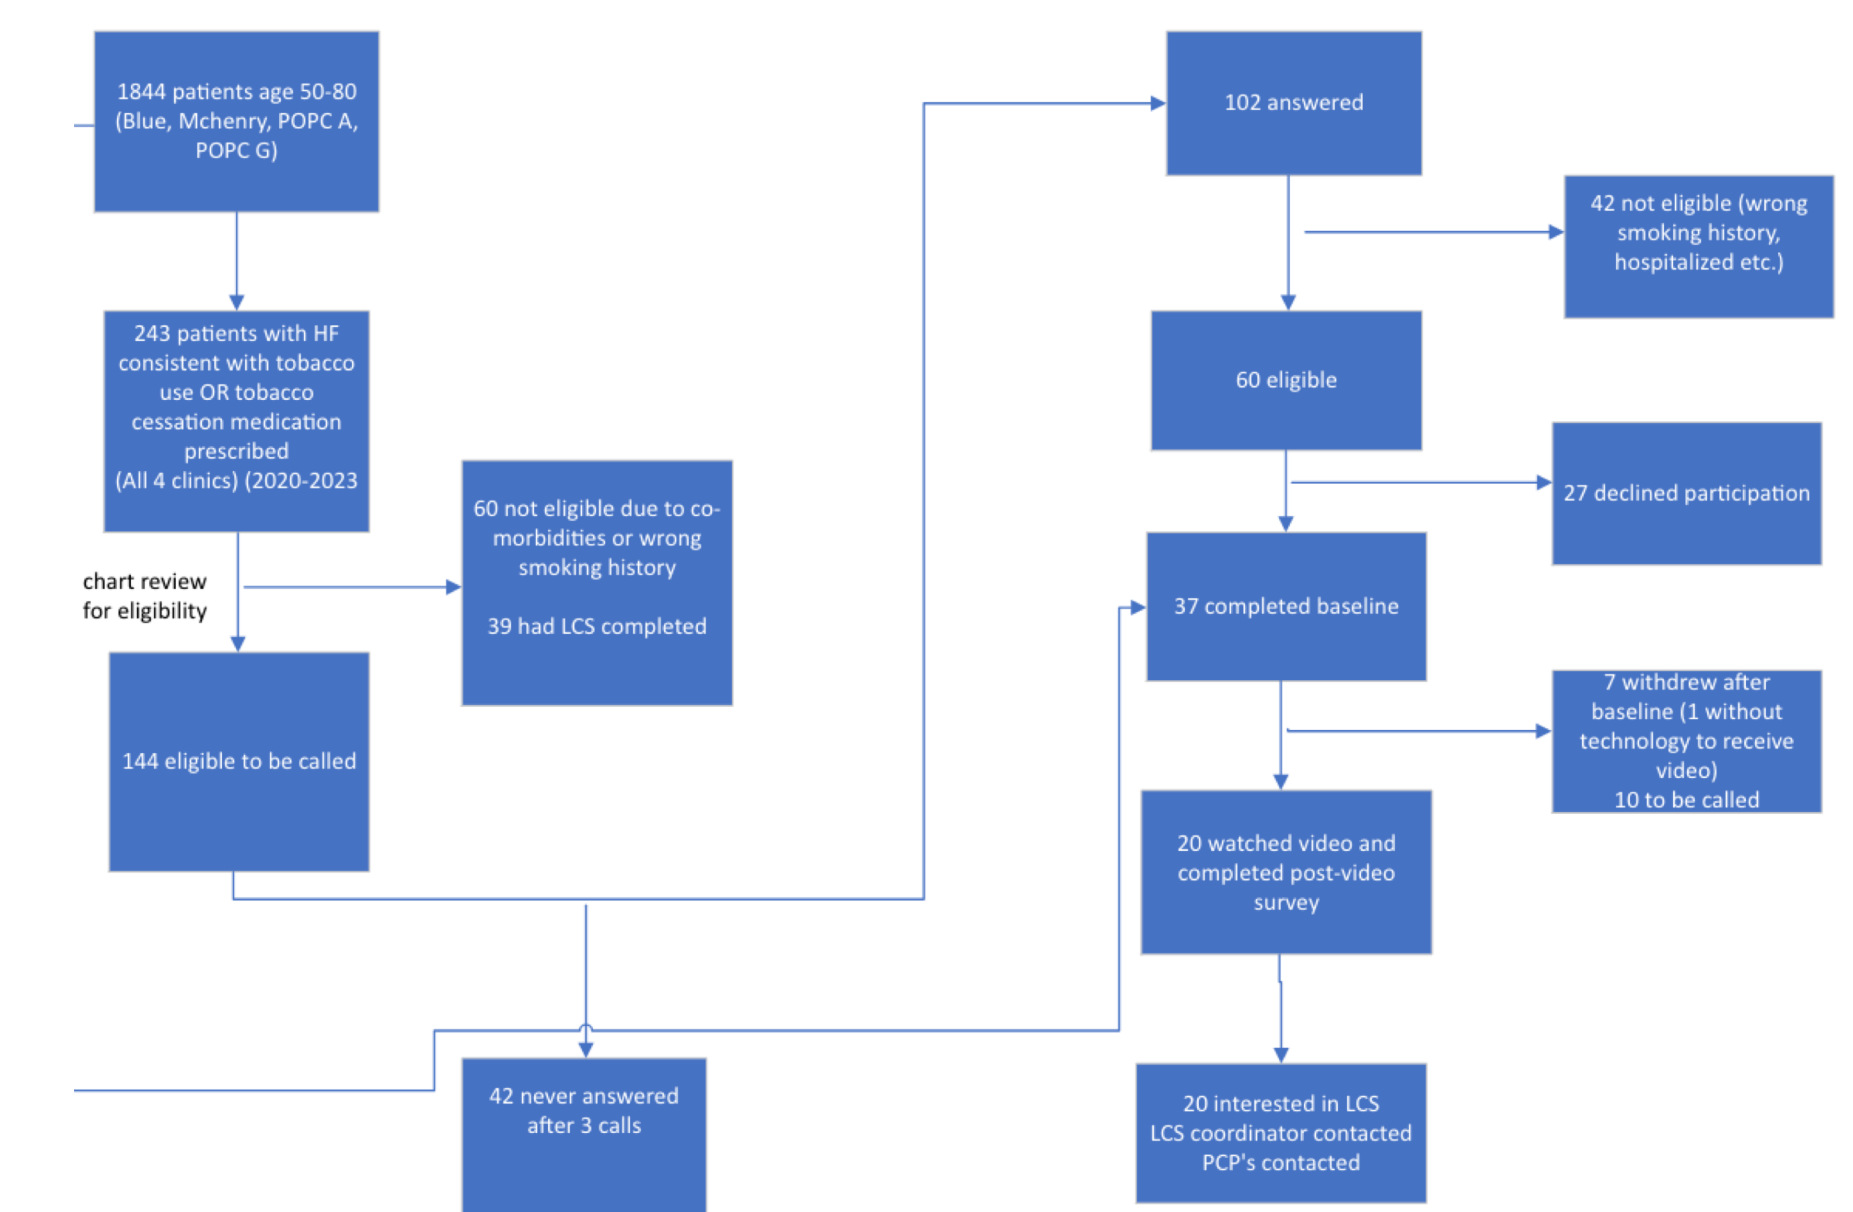 1844 patients age 50-80
(Blue, Mchenry, POPC A,
POPC G)
243 patients with HF
consistent with tobacco
use OR tobacco
cessation medication
prescribed
(All 4 clinics) (2020-2023
chart review
for eligibility
60 not eligible due to co-
morbidities or wrong
smoking history
39 had LCS completed
144 eligible to be called
42 never answered
after 3 calls
102 answered
42 not eligible (wrong
smoking history,
hospitalized etc.)
60 eligible
27 declined participation
37 completed baseline
7 withdrew after
baseline (1 without
technology to receive
video)
10 to be called
20 watched video and
completed post-video
survey
20 interested in LCS
LCS coordinator contacted
PCP's contacted